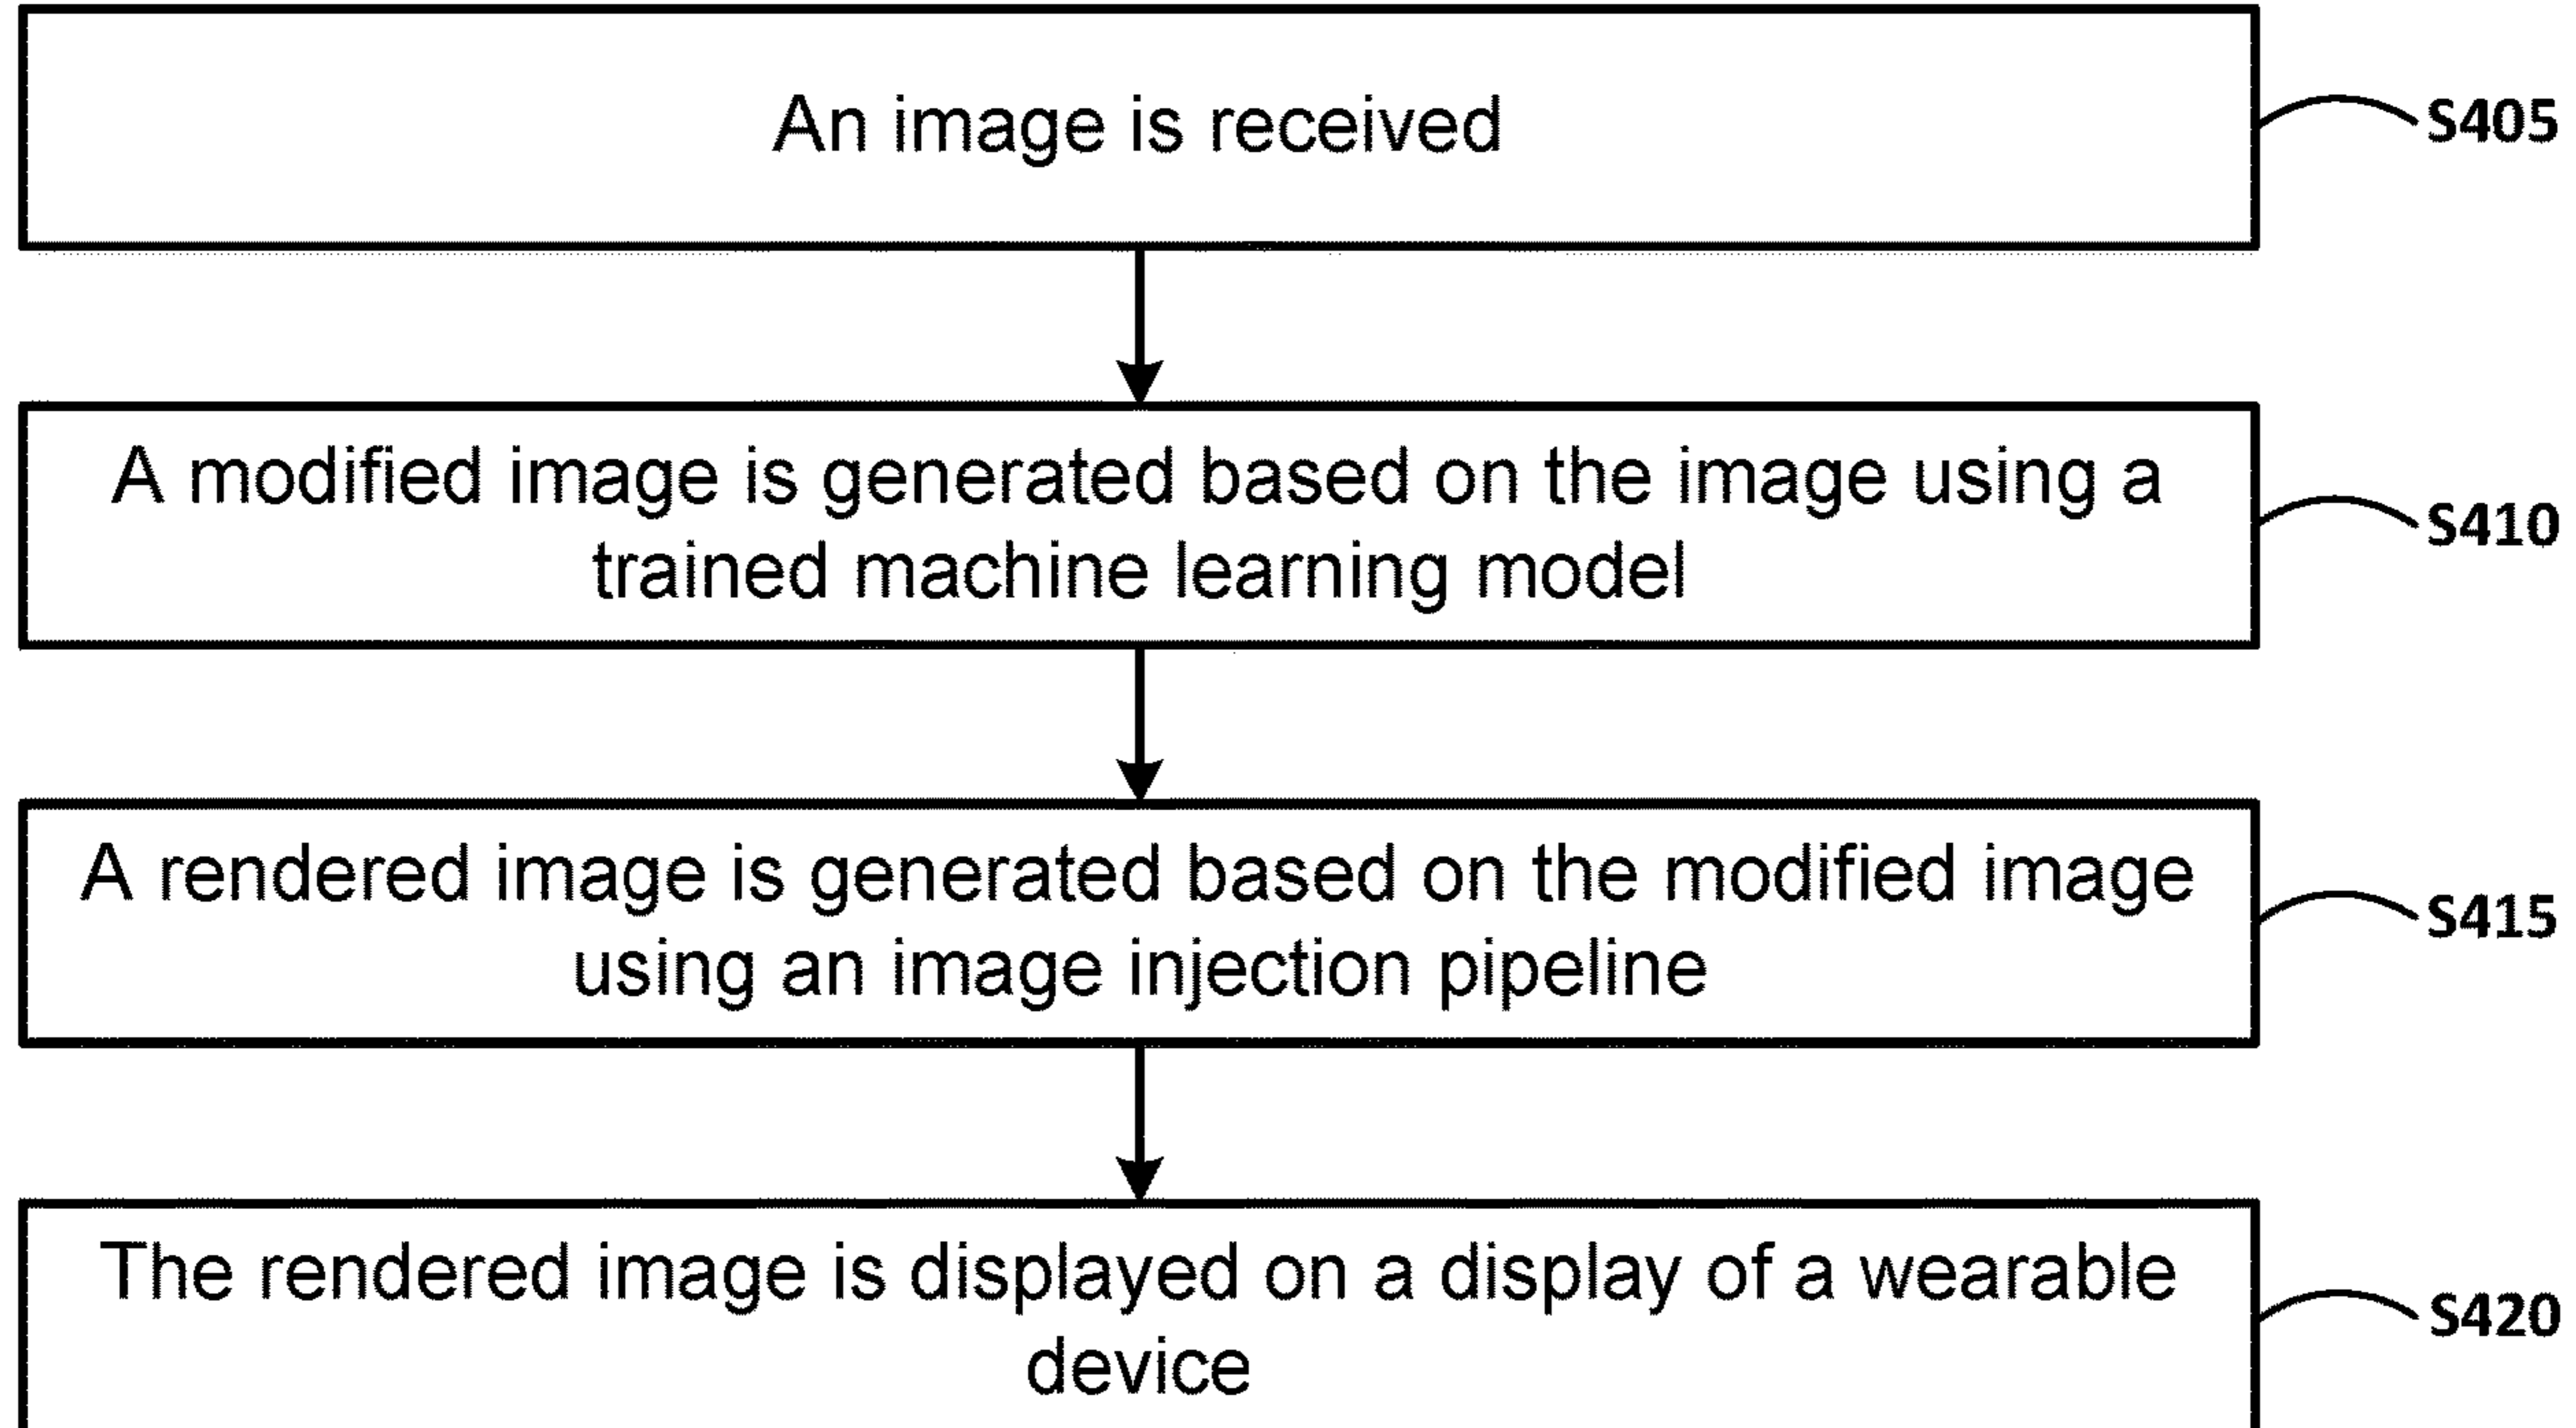 An image is received
S405
A modified image is generated based on the image using a
trained machine learning model
S410
A rendered image is generated based on the modified image
using an image injection pipeline
S415
The rendered image is displayed on a display of a wearable
device
S420